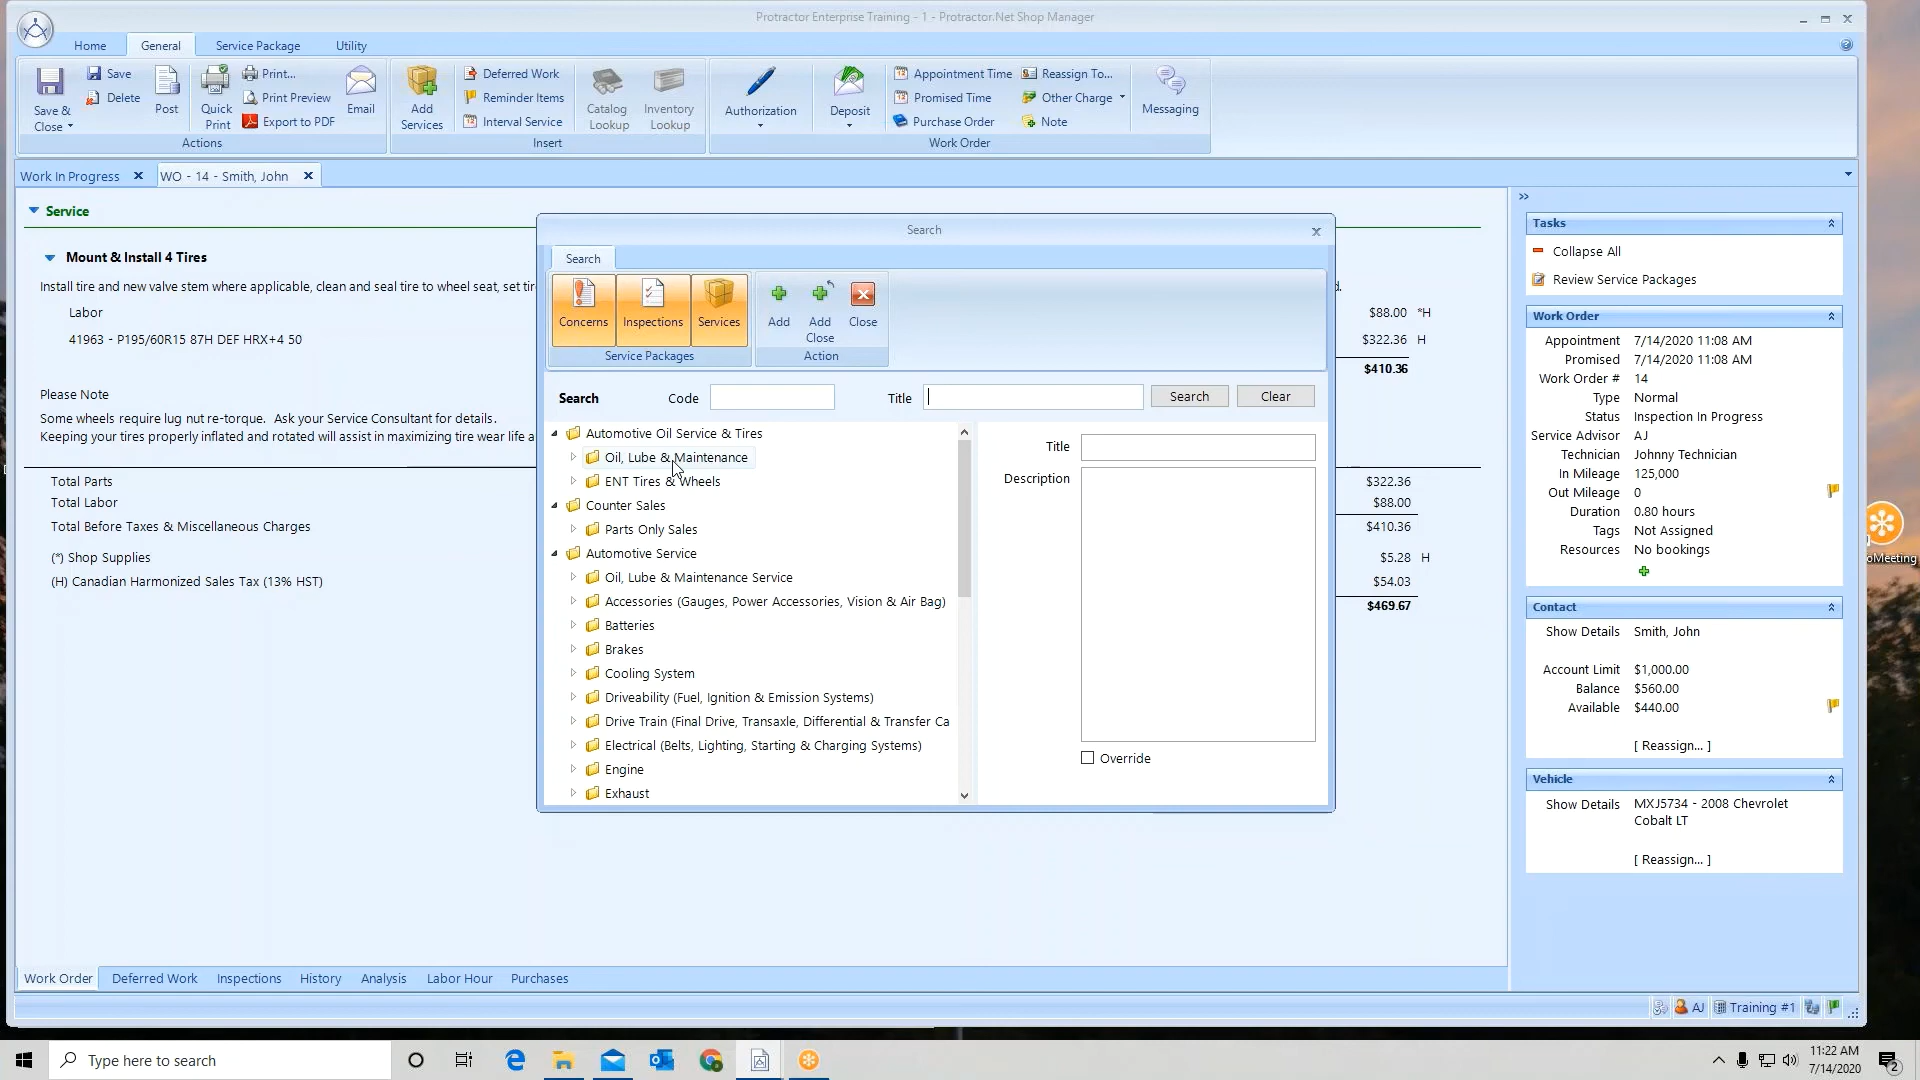 Protractor Enterprise Training - 1 - Protractor.Net Shop Manager
Home
General
Service Package
Utility
Save & Close
Save
Delete
Post
Quick Print
Print...
Print Preview
Export to PDF
Email
Actions
Add Services
Deferred Work
Reminder Items
Interval Service
Catalog Lookup
Inventory Lookup
Insert
Authorization
Deposit
Appointment Time
Promised Time
Purchase Order
Reassign To...
Other Charge
Note
Work Order
Messaging
Work In Progress
WO - 14 - Smith, John
Service
Mount & Install 4 Tires
Install tire and new valve stem where applicable, clean and seal tire to wheel seat, set tir
Labor
$88.00 *H
41963 - P195/60R15 87H DEF HRX+4 50
$322.36 H
$410.36
Please Note
Some wheels require lug nut re-torque. Ask your Service Consultant for details.
Keeping your tires properly inflated and rotated will assist in maximizing tire wear life a
Total Parts
$322.36
Total Labor
$88.00
Total Before Taxes & Miscellaneous Charges
$410.36
(*) Shop Supplies
$5.28 H
(H) Canadian Harmonized Sales Tax (13% HST)
$54.03
$469.67
Search
Search
Concerns
Inspections
Services
Service Packages
Add
Add Close
Close
Action
Search
Code
Title
Search
Clear
Automotive Oil Service & Tires
Oil, Lube & Maintenance
ENT Tires & Wheels
Counter Sales
Parts Only Sales
Automotive Service
Oil, Lube & Maintenance Service
Accessories (Gauges, Power Accessories, Vision & Air Bag)
Batteries
Brakes
Cooling System
Driveability (Fuel, Ignition & Emission Systems)
Drive Train (Final Drive, Transaxle, Differential & Transfer Ca
Electrical (Belts, Lighting, Starting & Charging Systems)
Engine
Exhaust
Title
Description
Override
Tasks
Collapse All
Review Service Packages
Work Order
Appointment 7/14/2020 11:08 AM
Promised 7/14/2020 11:08 AM
Work Order # 14
Type Normal
Status Inspection In Progress
Service Advisor AJ
Technician Johnny Technician
In Mileage 125,000
Out Mileage 0
Duration 0.80 hours
Tags Not Assigned
Resources No bookings
Contact
Show Details Smith, John
Account Limit $1,000.00
Balance $560.00
Available $440.00
[ Reassign... ]
Vehicle
Show Details MXJ5734 - 2008 Chevrolet
Cobalt LT
[ Reassign... ]
oMeeting
Work Order
Deferred Work
Inspections
History
Analysis
Labor Hour
Purchases
AJ
Training #1
Type here to search
11:22 AM
7/14/2020
2